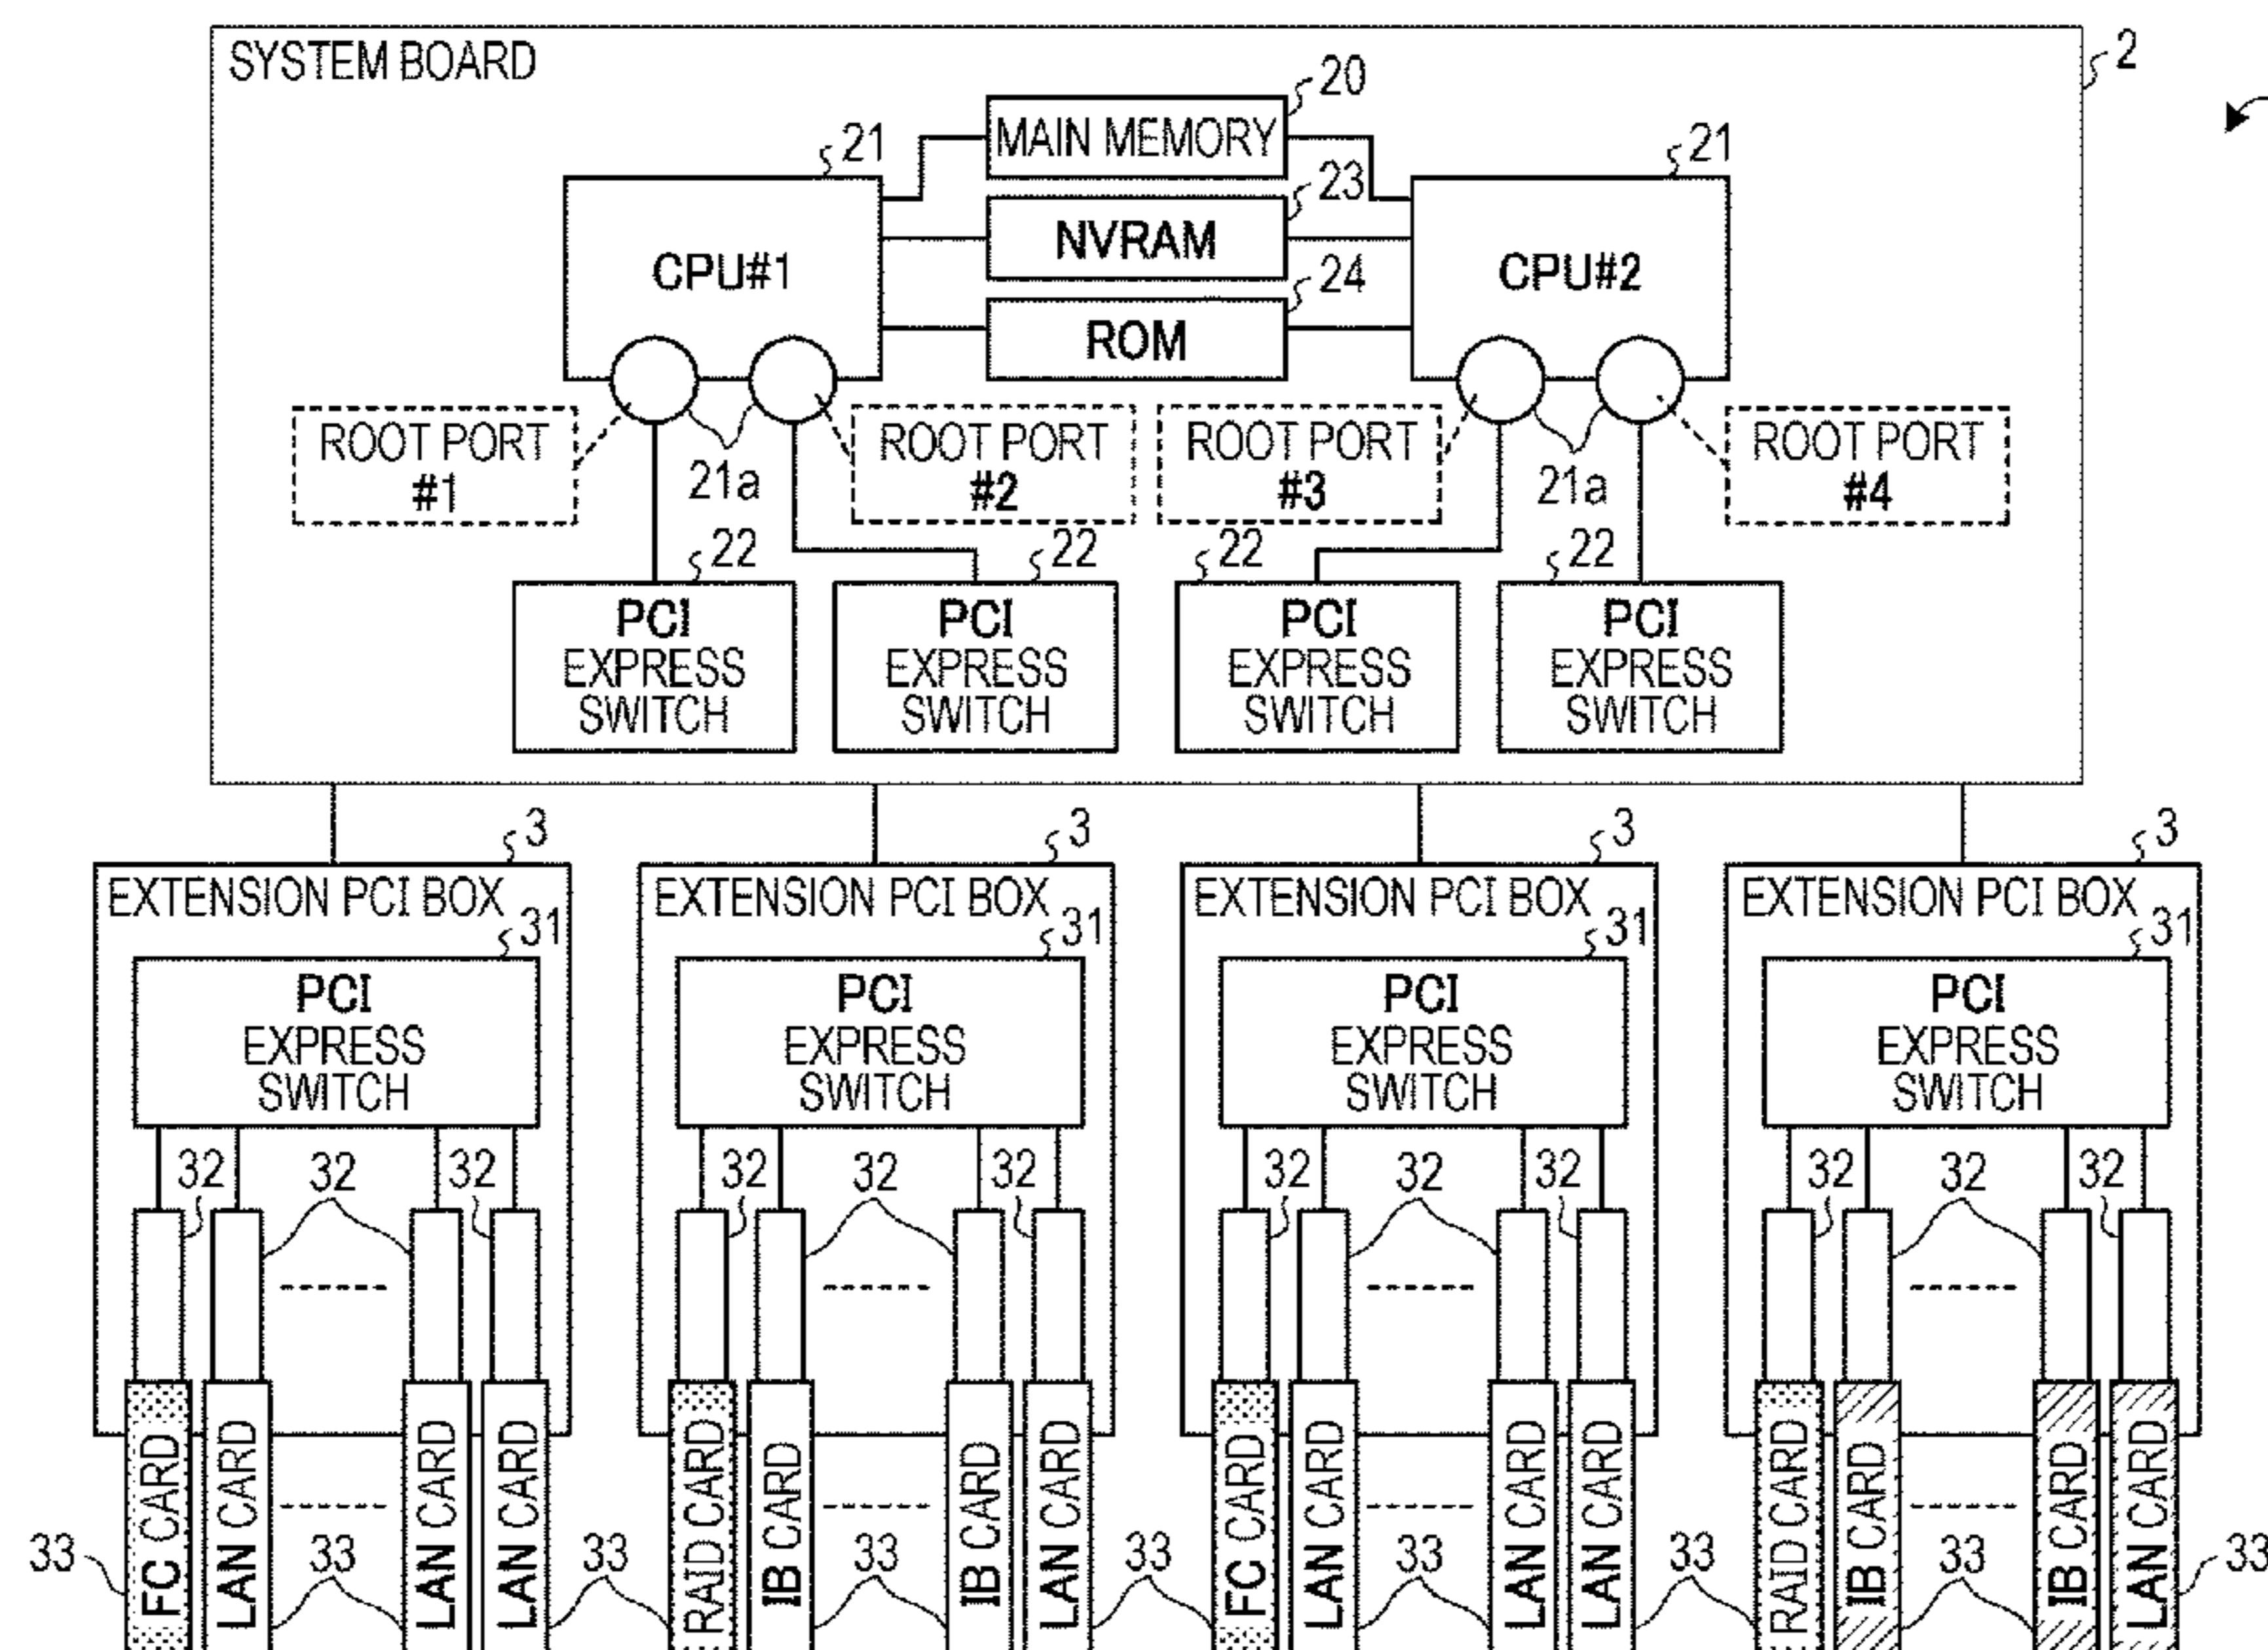 SYSTEM BOARD
2
20
MAIN MEMORY
21
21
23
NVRAM
CPU#1
CPU#2
24
ROM
ROOT PORT
#1
21a
ROOT PORT
#2
ROOT PORT
#3
21a
ROOT PORT
#4
22
22
22
22
PCI
EXPRESS
SWITCH
PCI
EXPRESS
SWITCH
PCI
EXPRESS
SWITCH
PCI
EXPRESS
SWITCH
3
3
3
3
EXTENSION PCI BOX
EXTENSION PCI BOX
EXTENSION PCI BOX
EXTENSION PCI BOX
31
31
31
31
PCI
EXPRESS
SWITCH
PCI
EXPRESS
SWITCH
PCI
EXPRESS
SWITCH
PCI
EXPRESS
SWITCH
32
32
32
32
32
32
32
32
32
32
32
32
FC CARD
LAN CARD
LAN CARD
LAN CARD
RAID CARD
IB CARD
IB CARD
LAN CARD
FC CARD
LAN CARD
LAN CARD
LAN CARD
RAID CARD
IB CARD
IB CARD
LAN CARD
33
33
33
33
33
33
33
33
33